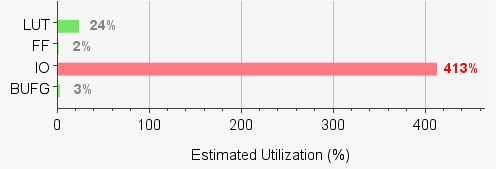 LUT 24%
FF 2%
IO 413%
BUFG 3%
0 100 200 300 400
Estimated Utilization (%)